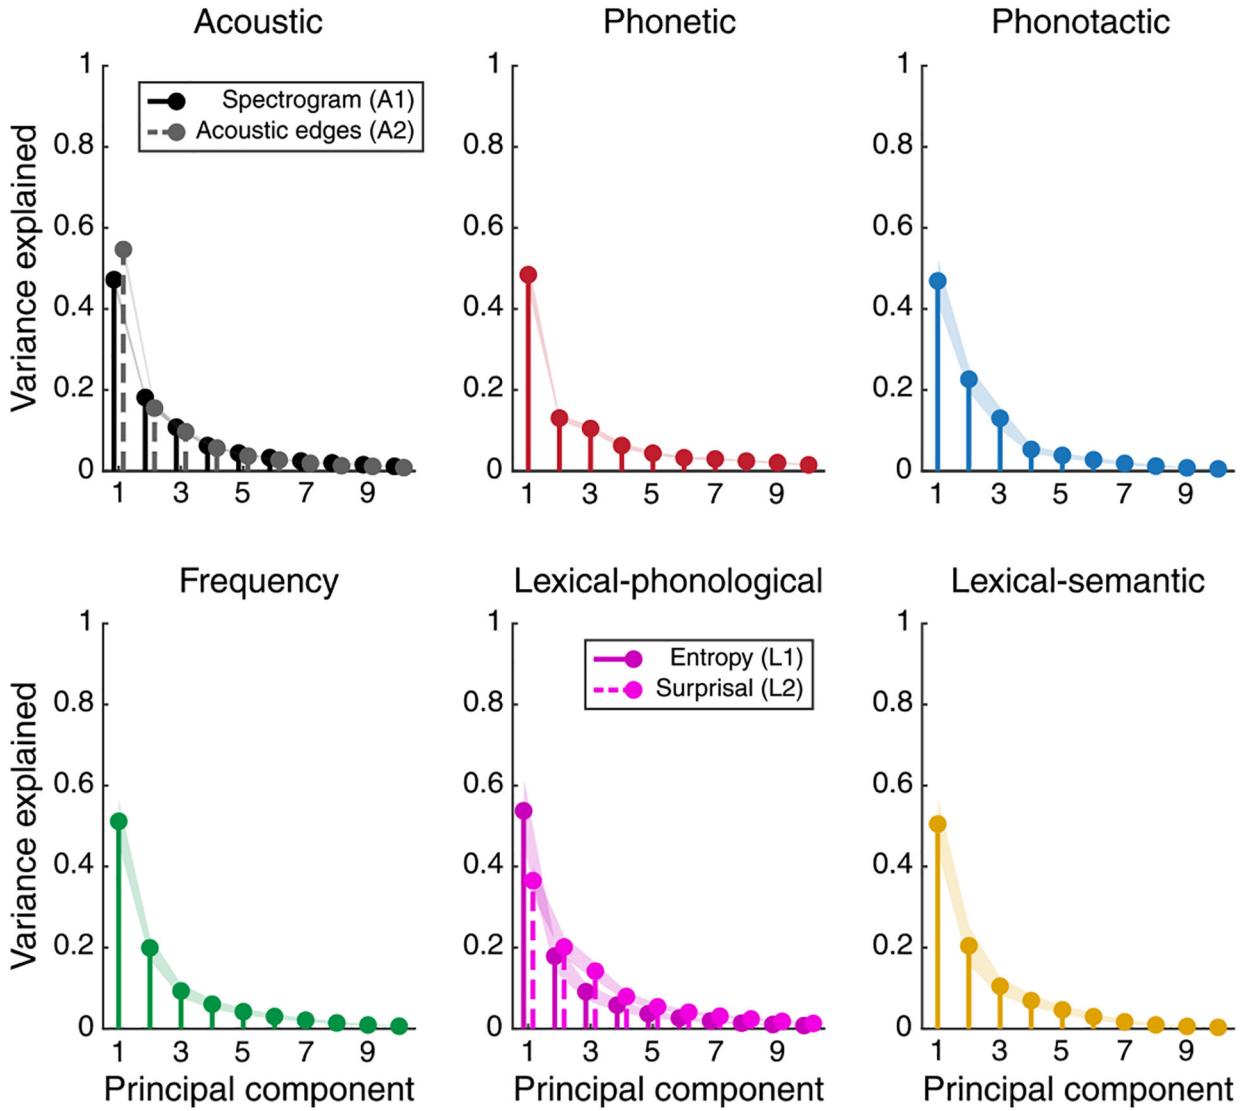 Acoustic
Phonetic
Phonotactic
1
0.8
0.6
0.4
0.2
0
Variance explained
Spectrogram (A1)
Acoustic edges (A2)
1 3 5 7 9
1
0.8
0.6
0.4
0.2
0
1 3 5 7 9
1
0.8
0.6
0.4
0.2
0
1 3 5 7 9
Frequency
Lexical-phonological
Lexical-semantic
1
0.8
0.6
0.4
0.2
0
Variance explained
1 3 5 7 9
Principal component
1
0.8
0.6
0.4
0.2
0
Entropy (L1)
Surprisal (L2)
1 3 5 7 9
Principal component
1
0.8
0.6
0.4
0.2
0
1 3 5 7 9
Principal component